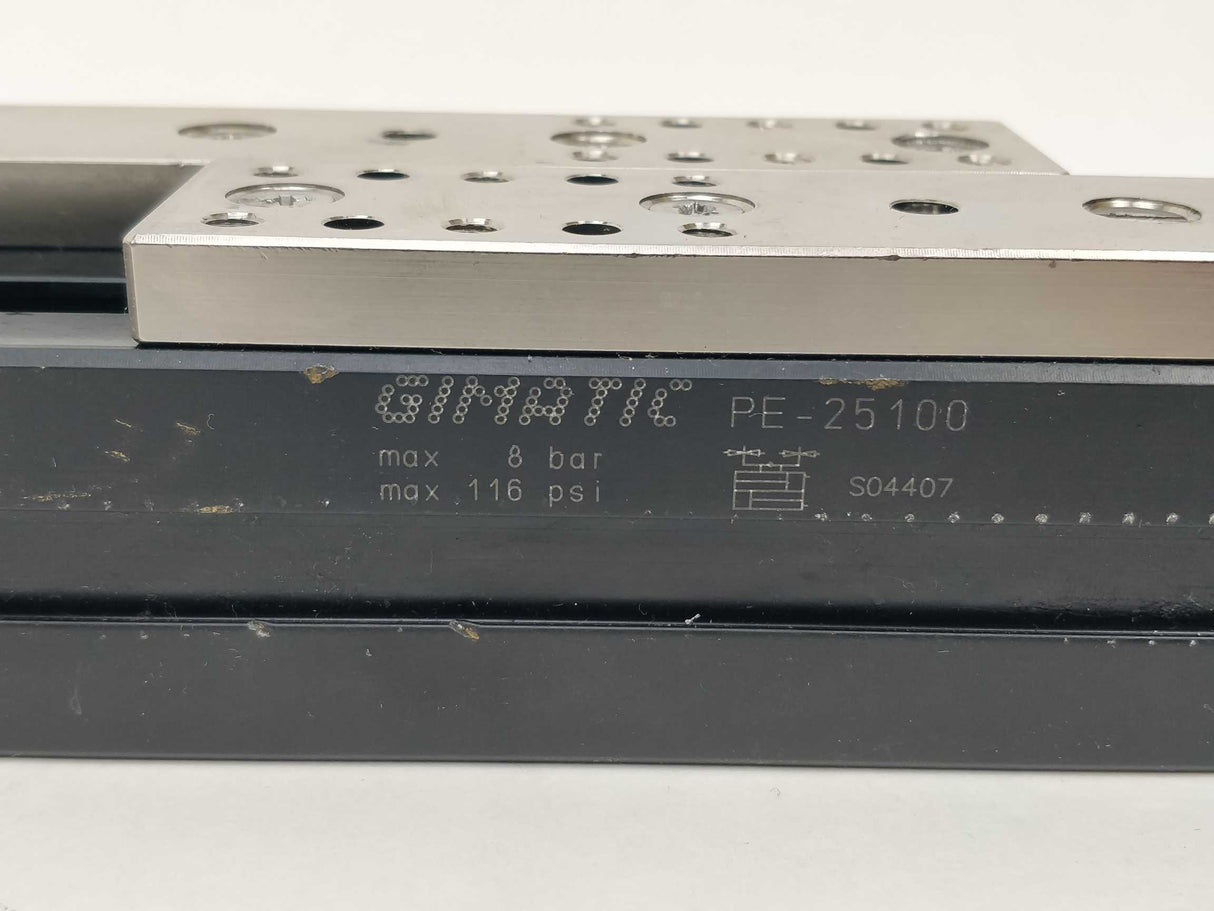 GIMATIC PE-25100
max 8 bar
max 116 psi
S04407